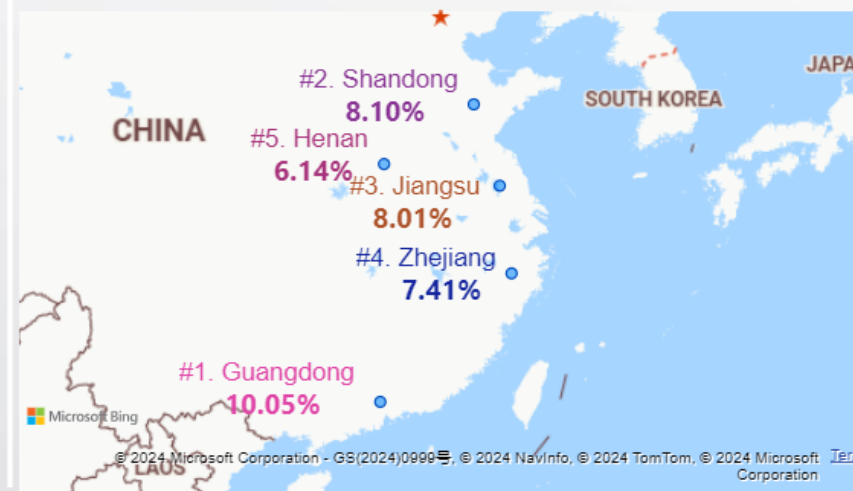 #2. Shandong
8.10%
SOUTH KOREA
JAPA
CHINA
#5. Henan
6.14%
#3. Jiangsu
8.01%
#4. Zhejiang
7.41%
#1. Guangdong
10.05%
Microsoft Bing
© 2024 Microsoft Corporation - GS(2024)0999号, © 2024 NavInfo, © 2024 TomTom, © 2024 Microsoft Corporation
Ter
LAOS